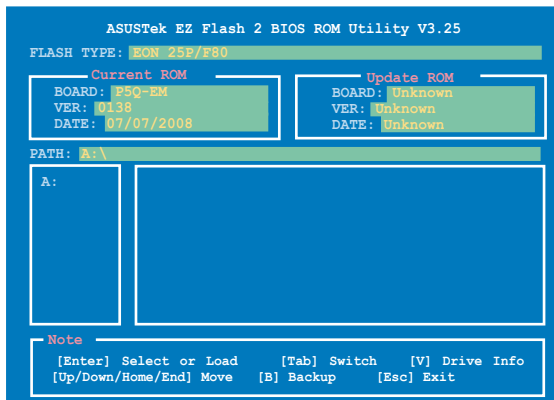 ASUSTek EZ Flash 2 BIOS ROM Utility V3.25
FLASH TYPE: EON 25P/F80
Current ROM
BOARD: P5Q-EM
VER: 0138
DATE: 07/07/2008
Update ROM
BOARD: Unknown
VER: Unknown
DATE: Unknown
PATH: A:\
A:
Note
[Enter] Select or Load [Tab] Switch [V] Drive Info
[Up/Down/Home/End] Move [B] Backup [Esc] Exit